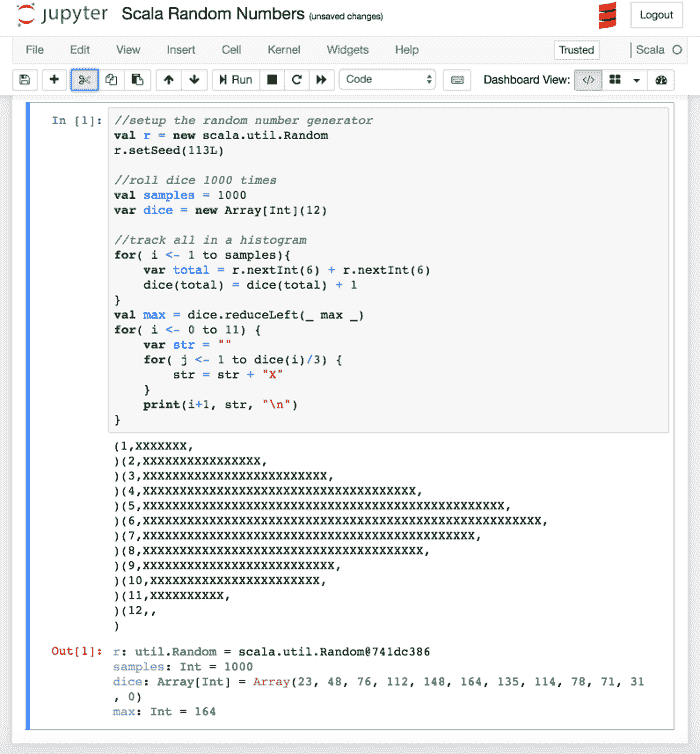 jupyter Scala Random Numbers (unsaved changes)
Logout
File Edit View Insert Cell Kernel Widgets Help Trusted Scala
Run Code Dashboard View:
In [1]: //setup the random number generator
val r = new scala.util.Random
r.setSeed(113L)
//roll dice 1000 times
val samples = 1000
var dice = new Array[Int](12)
//track all in a histogram
for( i <- 1 to samples){
    var total = r.nextInt(6) + r.nextInt(6)
    dice(total) = dice(total) + 1
}
val max = dice.reduceLeft(_ max _)
for( i <- 0 to 11) {
    var str = ""
    for( j <- 1 to dice(i)/3) {
        str = str + "X"
    }
    print(i+1, str, "\n")
}
(1,XXXXXXX,
)(2,XXXXXXXXXXXXXXXX,
)(3,XXXXXXXXXXXXXXXXXXXXXXXXX,
)(4,XXXXXXXXXXXXXXXXXXXXXXXXXXXXXXXXXXXXX,
)(5,XXXXXXXXXXXXXXXXXXXXXXXXXXXXXXXXXXXXXXXXXXXXXXXXX,
)(6,XXXXXXXXXXXXXXXXXXXXXXXXXXXXXXXXXXXXXXXXXXXXXXXXXXXXXX,
)(7,XXXXXXXXXXXXXXXXXXXXXXXXXXXXXXXXXXXXXXXXXXXXX,
)(8,XXXXXXXXXXXXXXXXXXXXXXXXXXXXXXXXXXXXXX,
)(9,XXXXXXXXXXXXXXXXXXXXXXXXXX,
)(10,XXXXXXXXXXXXXXXXXXXXXXX,
)(11,XXXXXXXXXX,
)(12,,
)
Out[1]: r: util.Random = scala.util.Random@741dc386
samples: Int = 1000
dice: Array[Int] = Array(23, 48, 76, 112, 148, 164, 135, 114, 78, 71, 31
, 0)
max: Int = 164